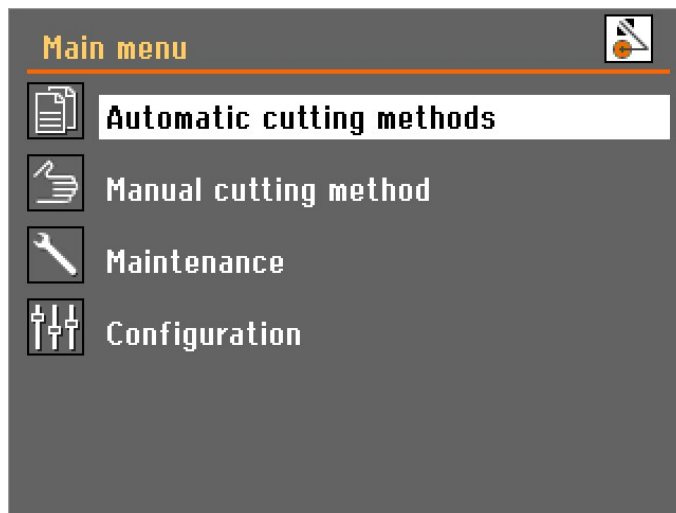 Main menu
Automatic cutting methods
Manual cutting method
Maintenance
Configuration